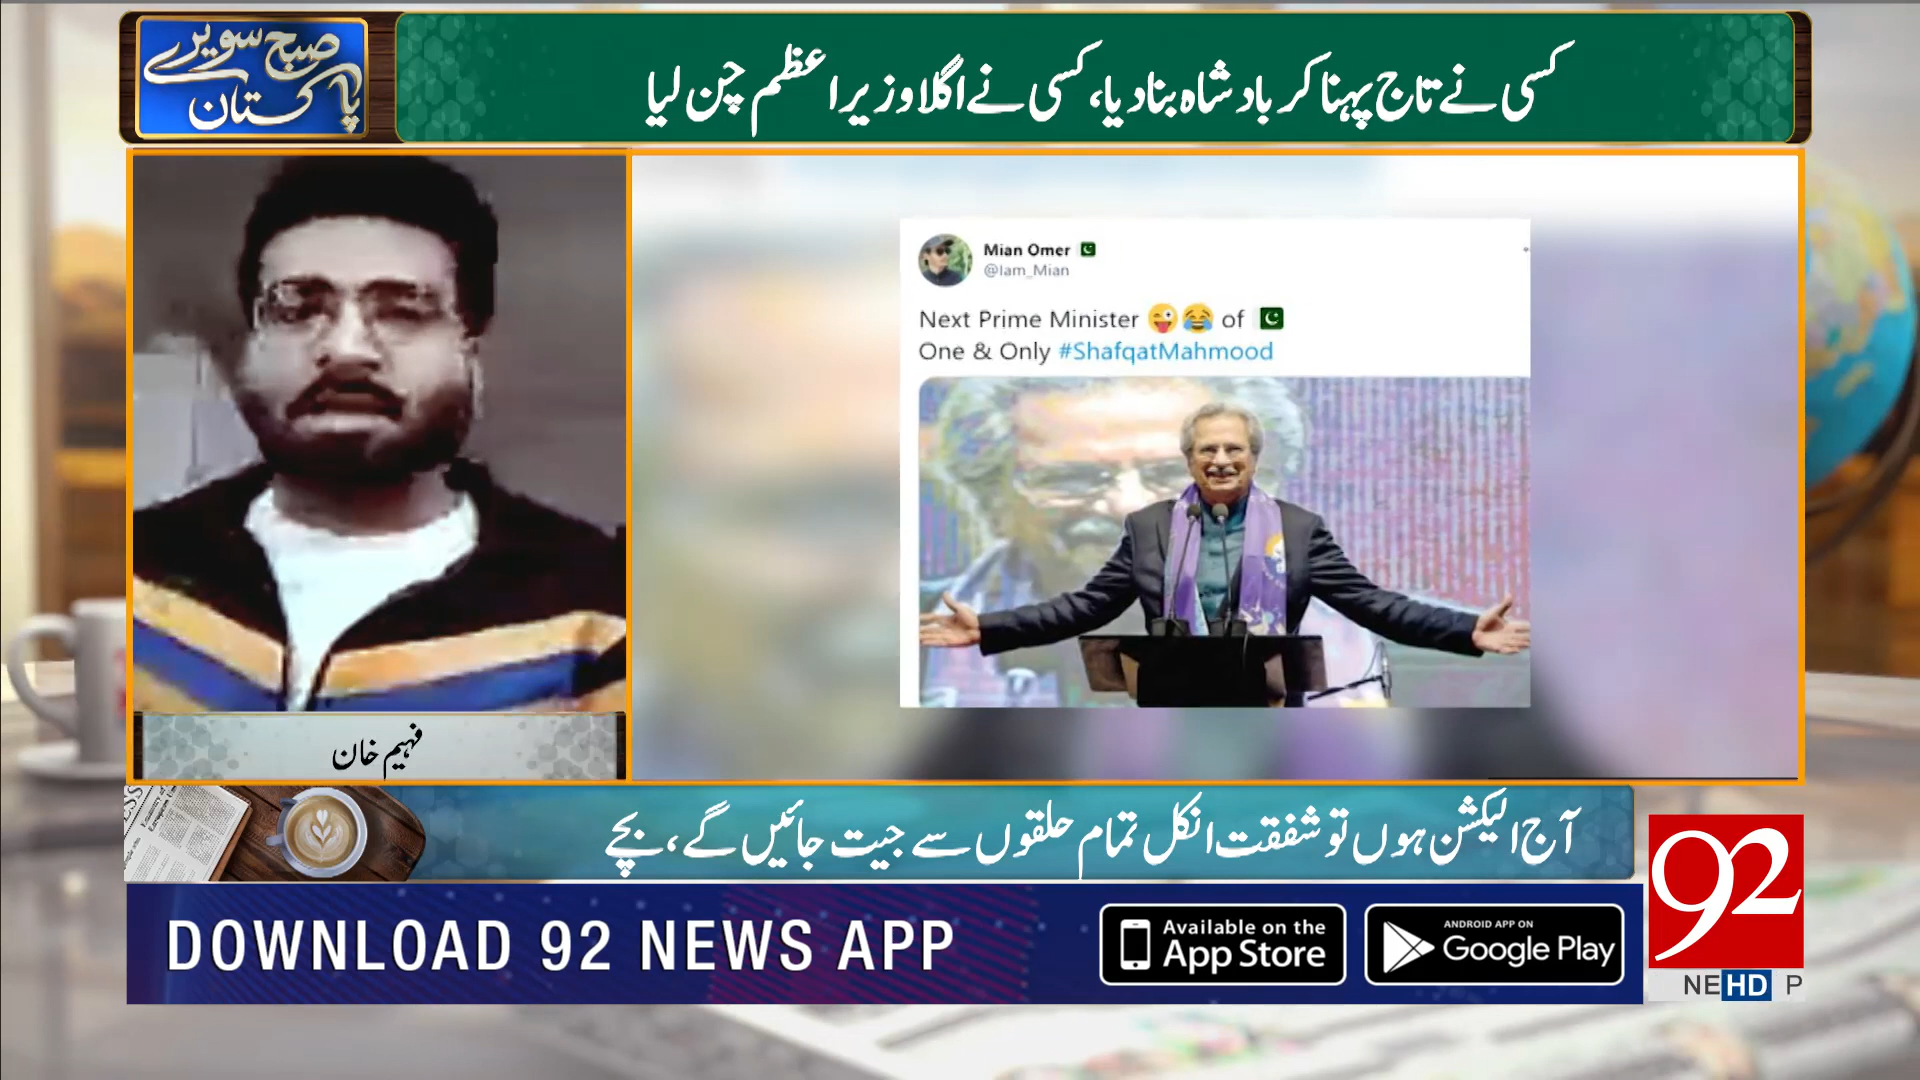 صبح سویرے
پاکستان
کسی نے تاج پہنا کر بادشاہ بنا دیا، کسی نے اگلا وزیراعظم چن لیا
Mian Omer
@Iam_Mian
Next Prime Minister 😜😂 of 🇵🇰
One & Only #ShafqatMahmood
فہیم خان
آج الیکشن ہوں تو شفقت انکل تمام حلقوں سے جیت جائیں گے، بچے
DOWNLOAD 92 NEWS APP
Available on the
App Store
ANDROID APP ON
Google Play
92
NE HD P